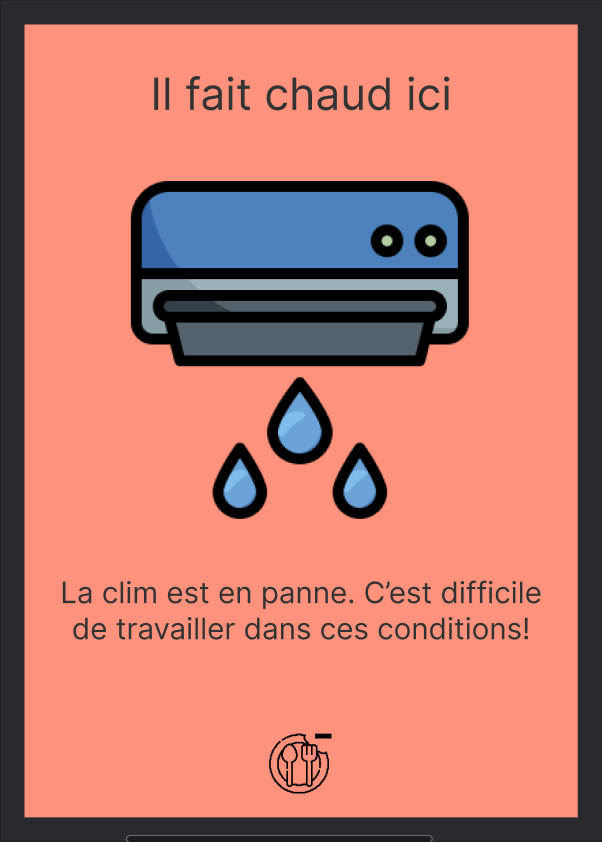 Il fait chaud ici
La clim est en panne. C’est difficile
de travailler dans ces conditions!